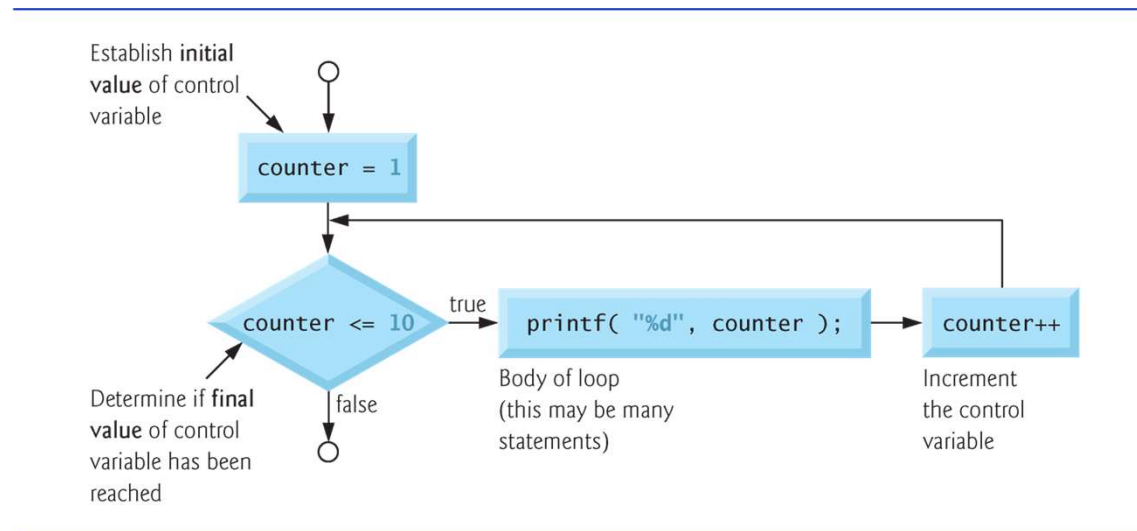 Establish initial
value of control
variable
counter = 1
counter <= 10
true
printf( "%d", counter );
counter++
Body of loop
(this may be many
statements)
Increment
the control
variable
Determine if final
value of control
variable has been
reached
false